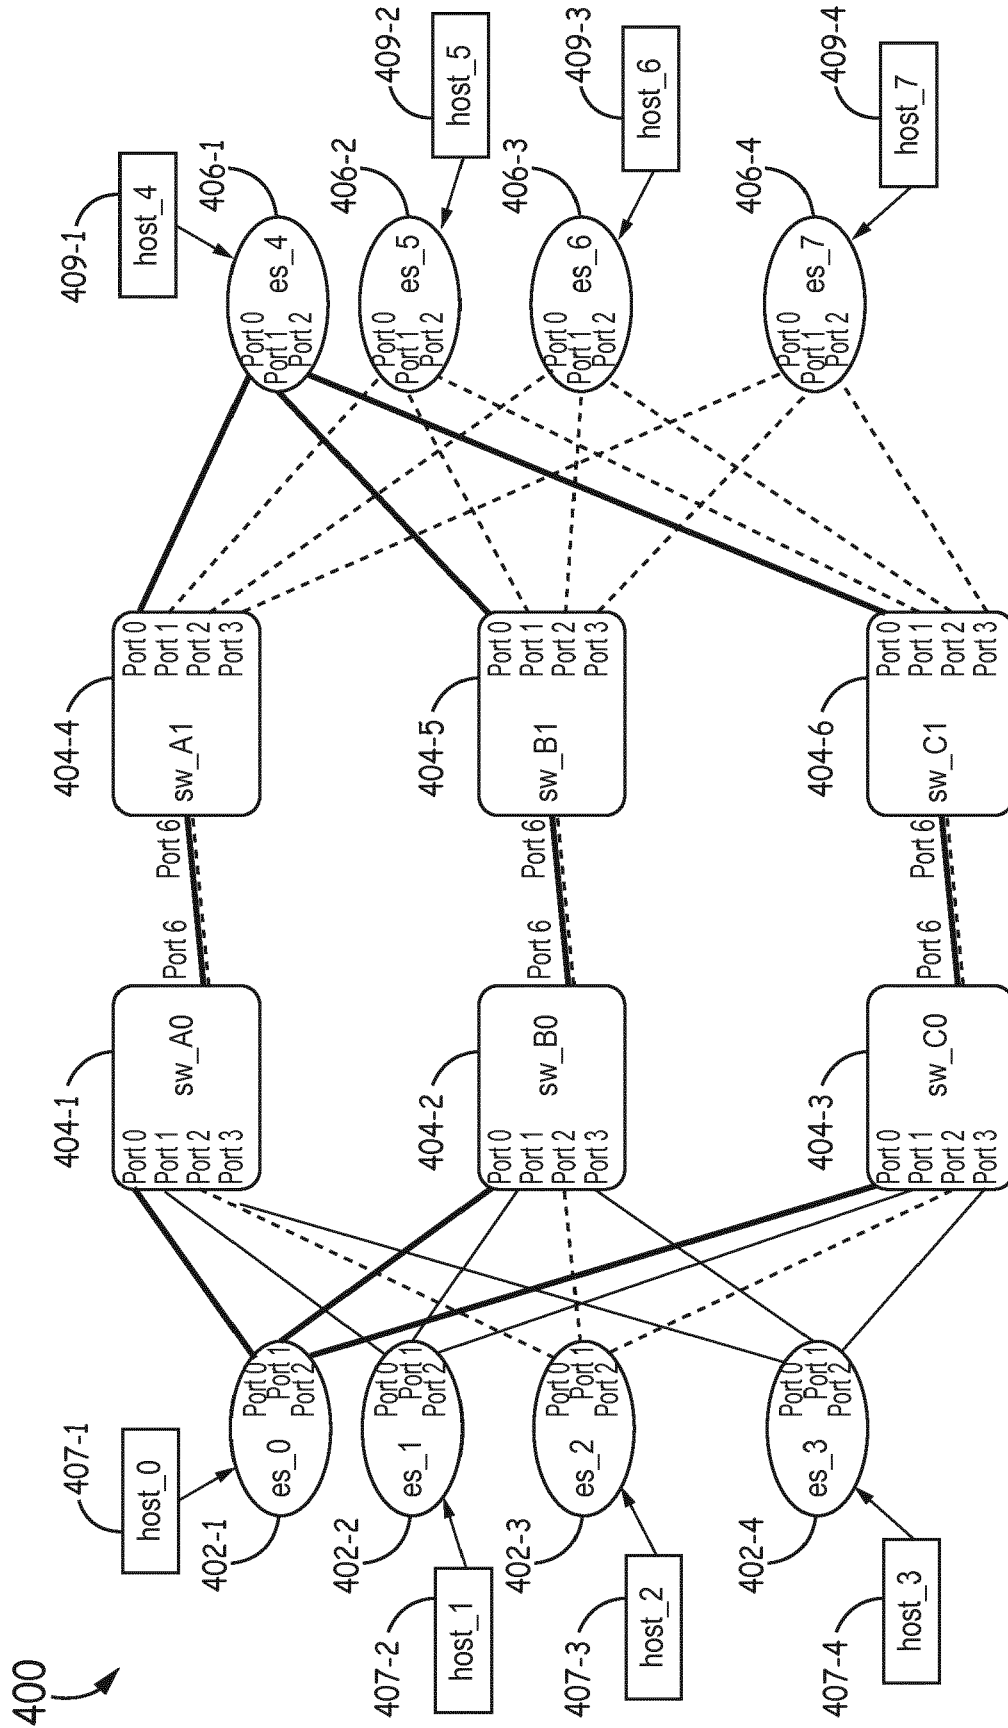 400
407-1
host_0
402-1
es_0
Port 0
Port 1
Port 2
407-2
host_1
402-2
es_1
Port 0
Port 1
Port 2
407-3
host_2
402-3
es_2
Port 0
Port 1
Port 2
407-4
host_3
402-4
es_3
Port 0
Port 1
Port 2
404-1
sw_A0
Port 0
Port 1
Port 2
Port 3
Port 6
404-2
sw_B0
Port 0
Port 1
Port 2
Port 3
Port 6
404-3
sw_C0
Port 0
Port 1
Port 2
Port 3
Port 6
404-4
sw_A1
Port 6
Port 0
Port 1
Port 2
Port 3
404-5
sw_B1
Port 6
Port 0
Port 1
Port 2
Port 3
404-6
sw_C1
Port 6
Port 0
Port 1
Port 2
Port 3
409-1
host_4
406-1
es_4
Port 0
Port 1
Port 2
409-2
host_5
406-2
es_5
Port 0
Port 1
Port 2
409-3
host_6
406-3
es_6
Port 0
Port 1
Port 2
409-4
host_7
406-4
es_7
Port 0
Port 1
Port 2